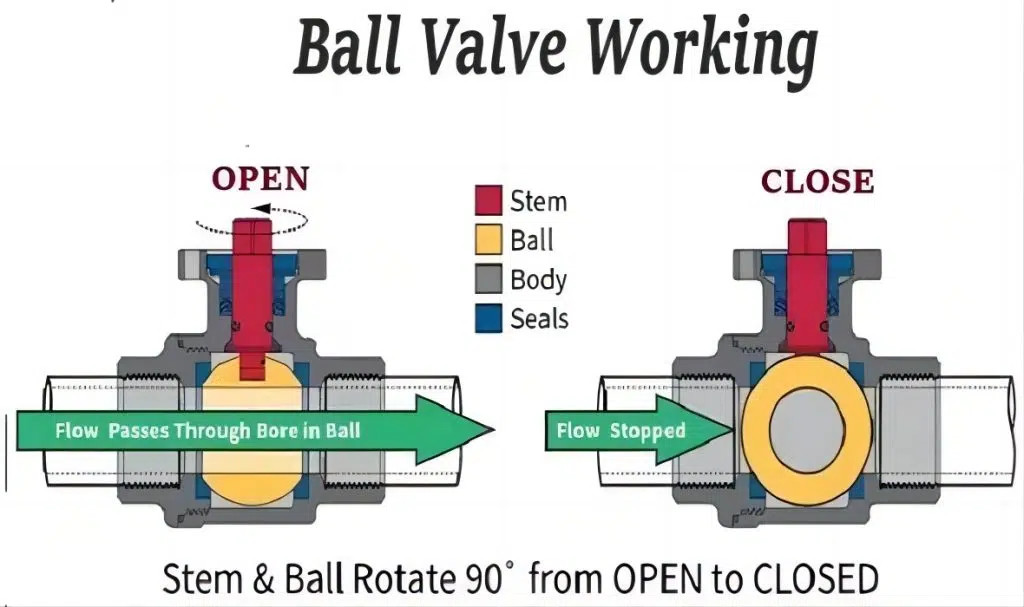 Ball Valve Working
OPEN
CLOSE
Stem
Ball
Body
Seals
Flow Passes Through Bore in Ball
Flow Stopped
Stem & Ball Rotate 90° from OPEN to CLOSED